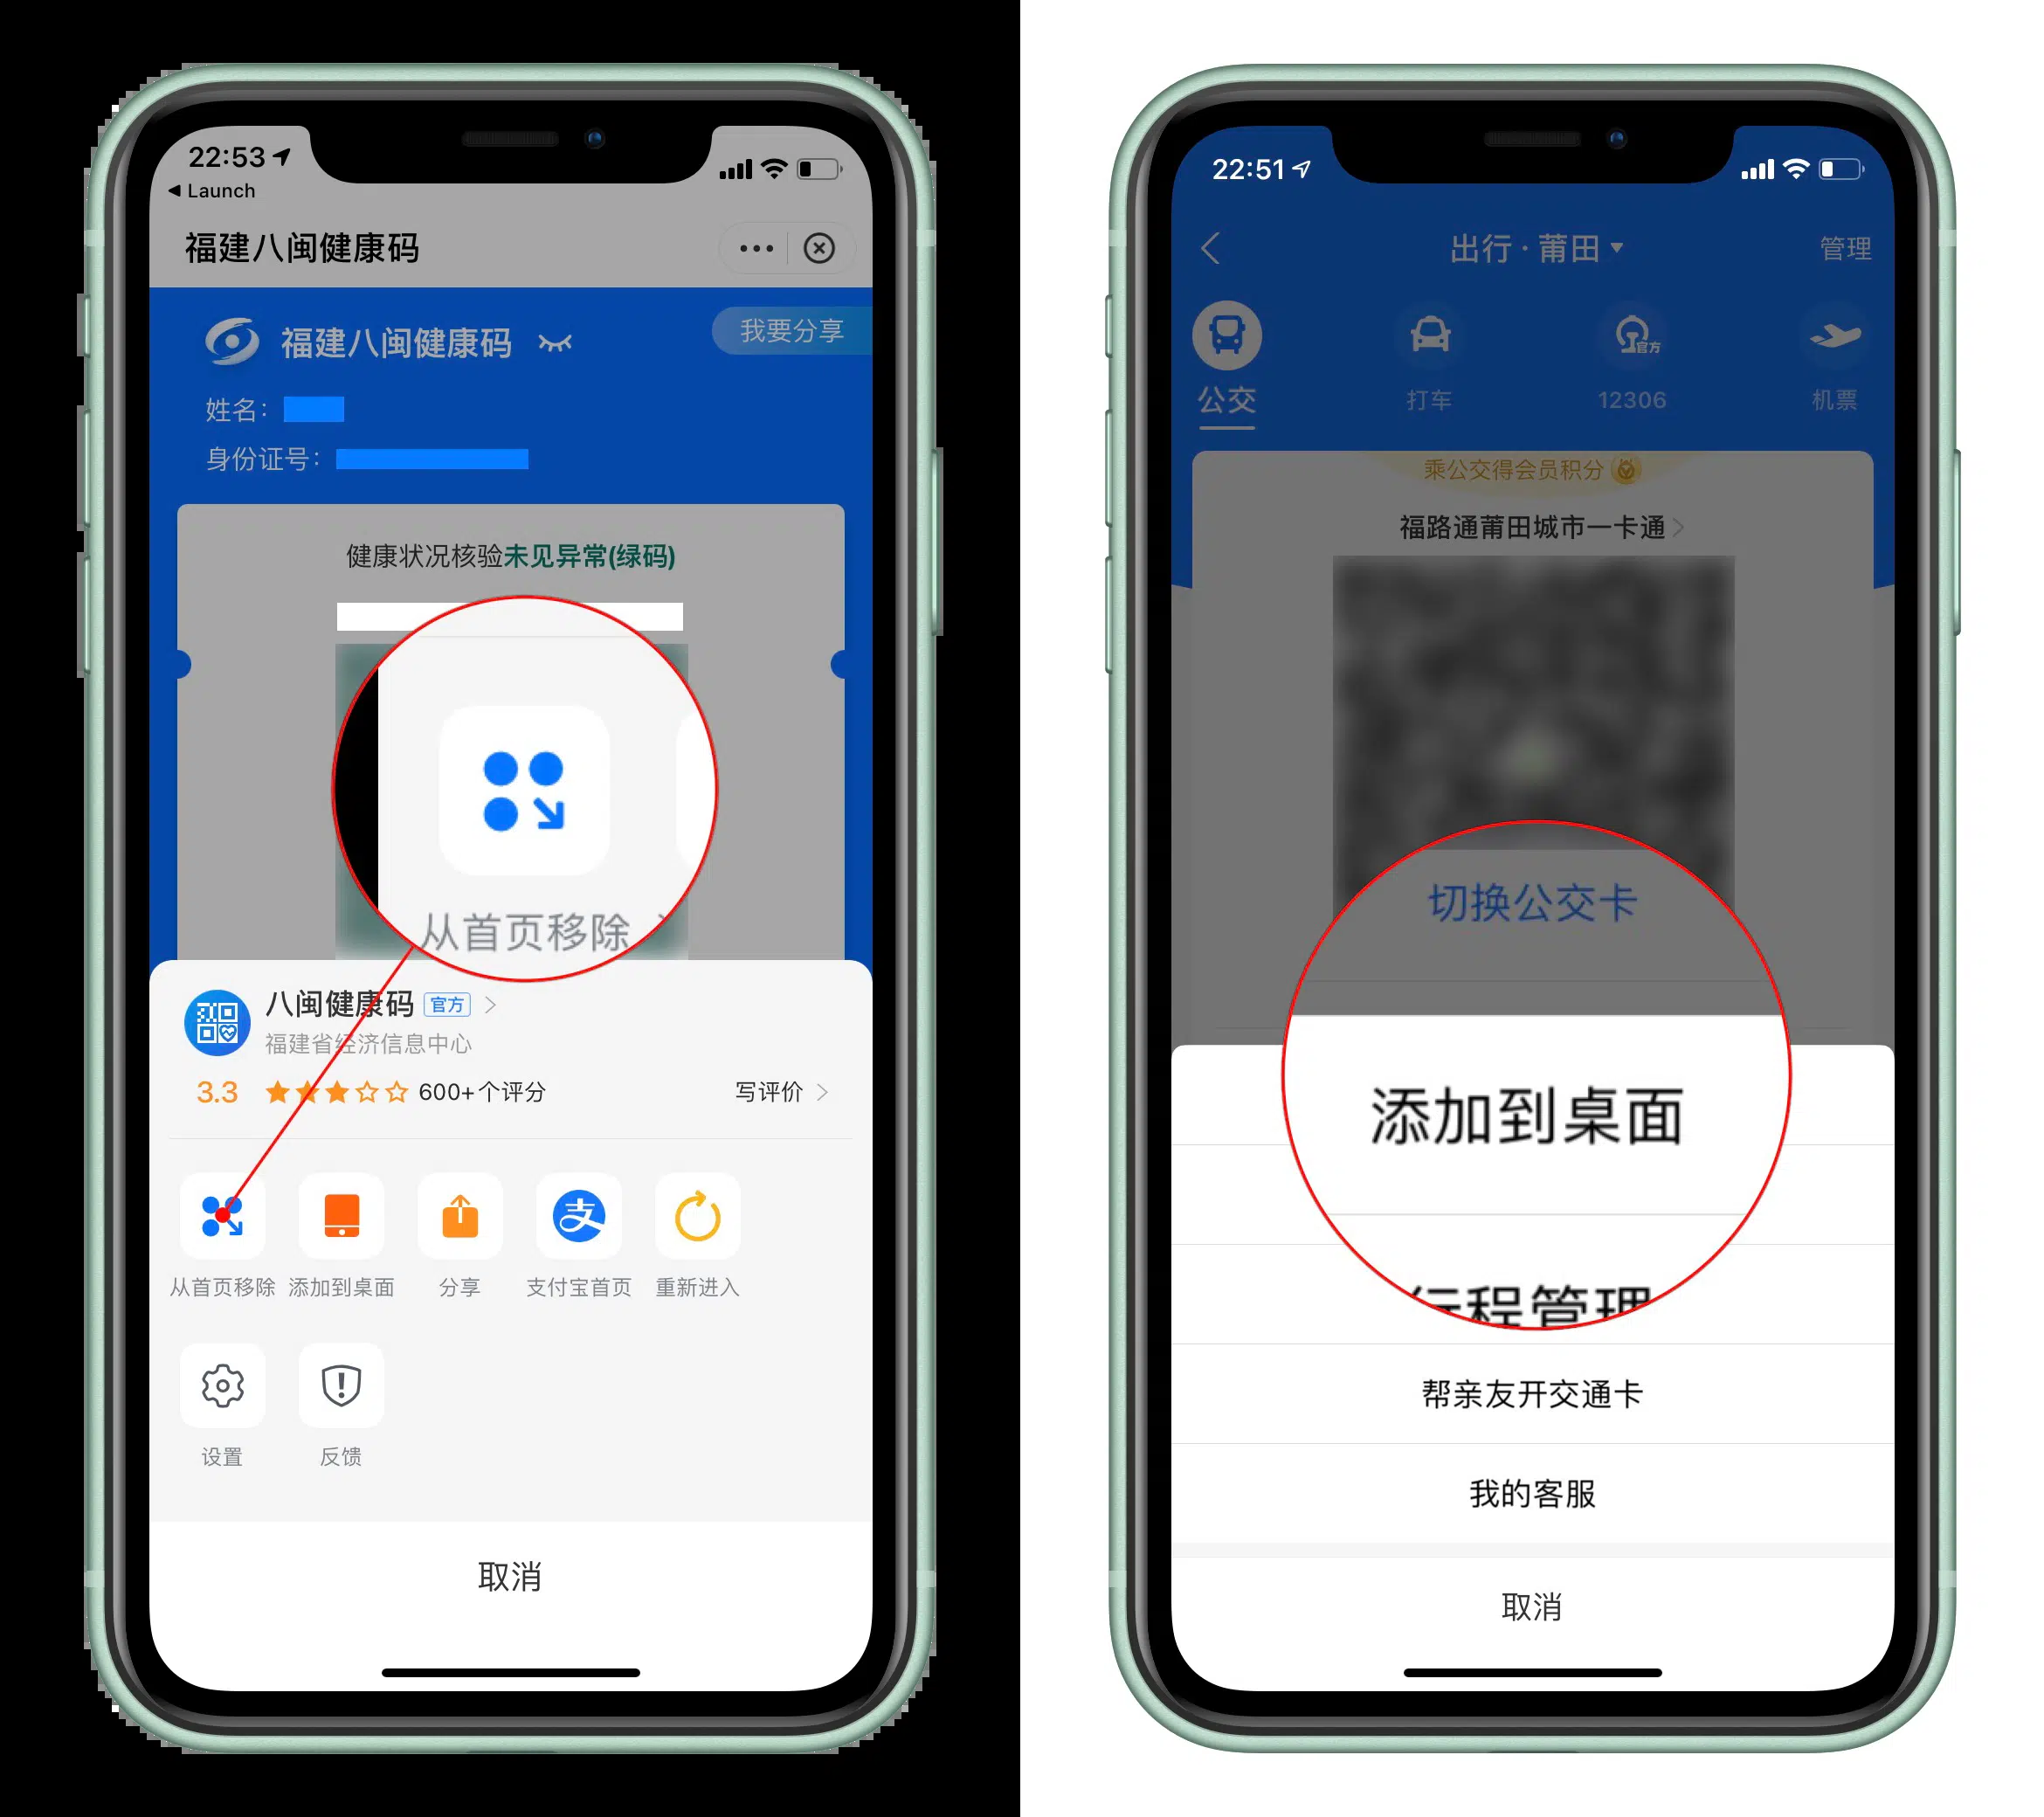 22:53
Launch
福建八闽健康码
福建八闽健康码
我要分享
姓名：
身份证号：
健康状况核验未见异常(绿码)
从首页移除
八闽健康码 官方
福建省经济信息中心
3.3 600+个评分 写评价
从首页移除 添加到桌面 分享 支付宝首页 重新进入
设置 反馈
取消
22:51
出行·莆田 管理
官方
公交 打车 12306 机票
乘公交得会员积分
福路通莆田城市一卡通
切换公交卡
添加到桌面
行程管理
帮亲友开交通卡
我的客服
取消